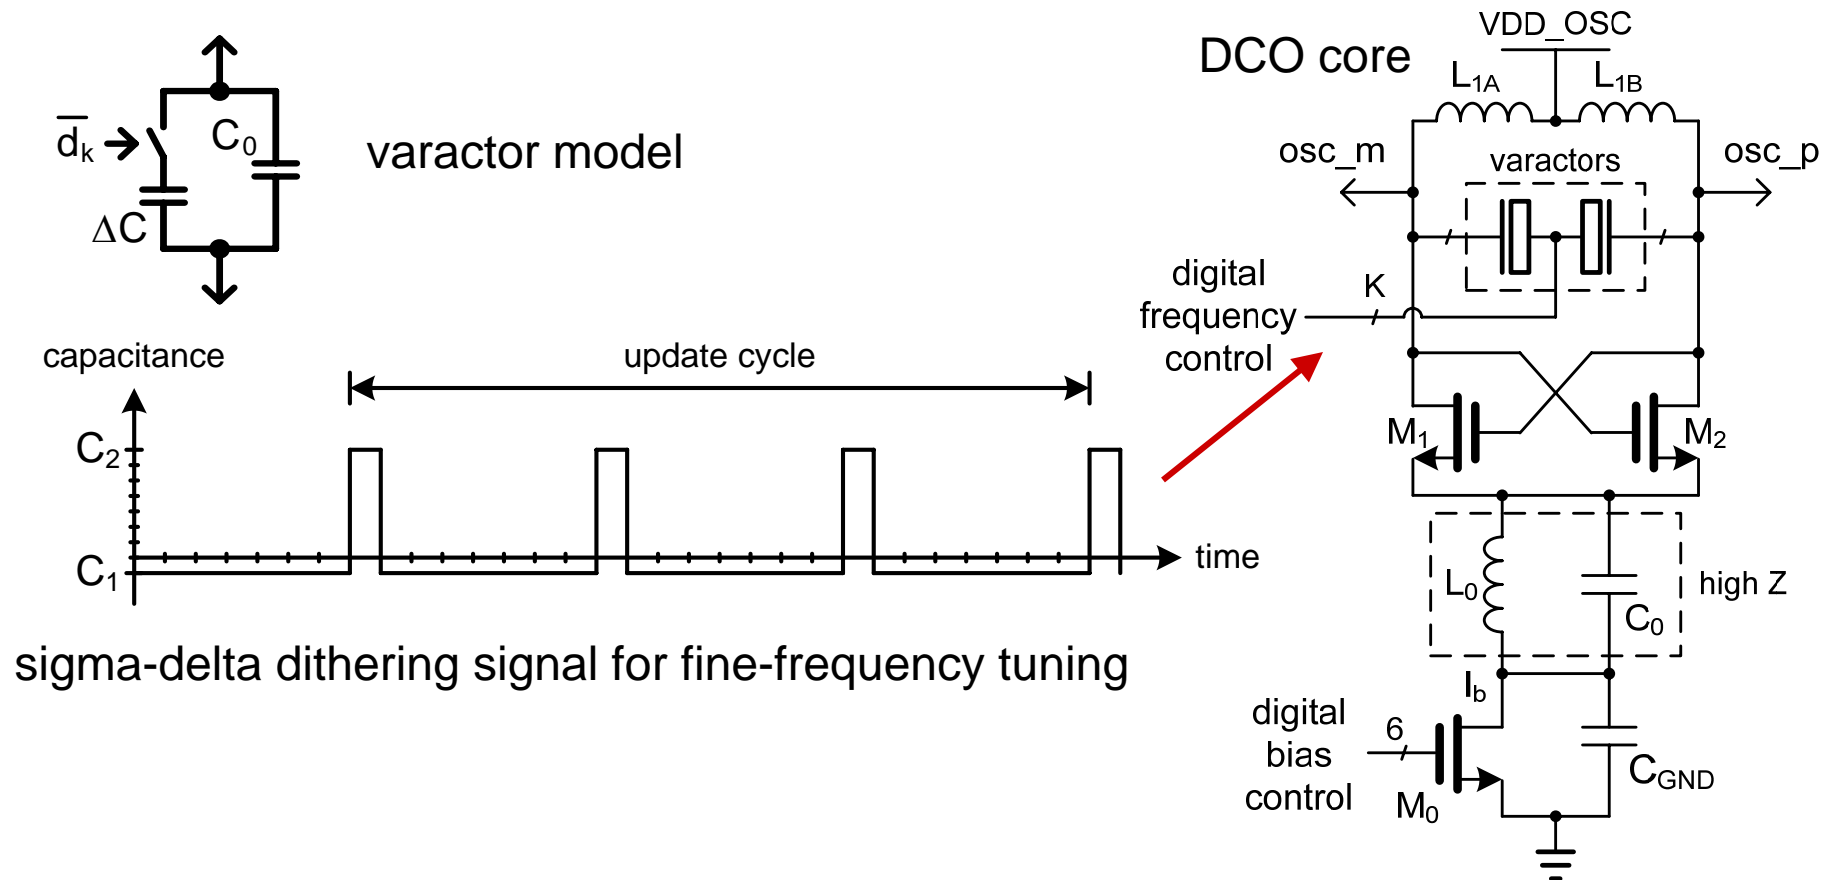 d̅k
C0
ΔC
varactor model
capacitance
update cycle
C2
C1
time
sigma-delta dithering signal for fine-frequency tuning
DCO core
VDD_OSC
L1A
L1B
osc_m
osc_p
varactors
digital
frequency
control
K
M1
M2
L0
C0
high Z
Ib
digital
bias
control
6
M0
CGND